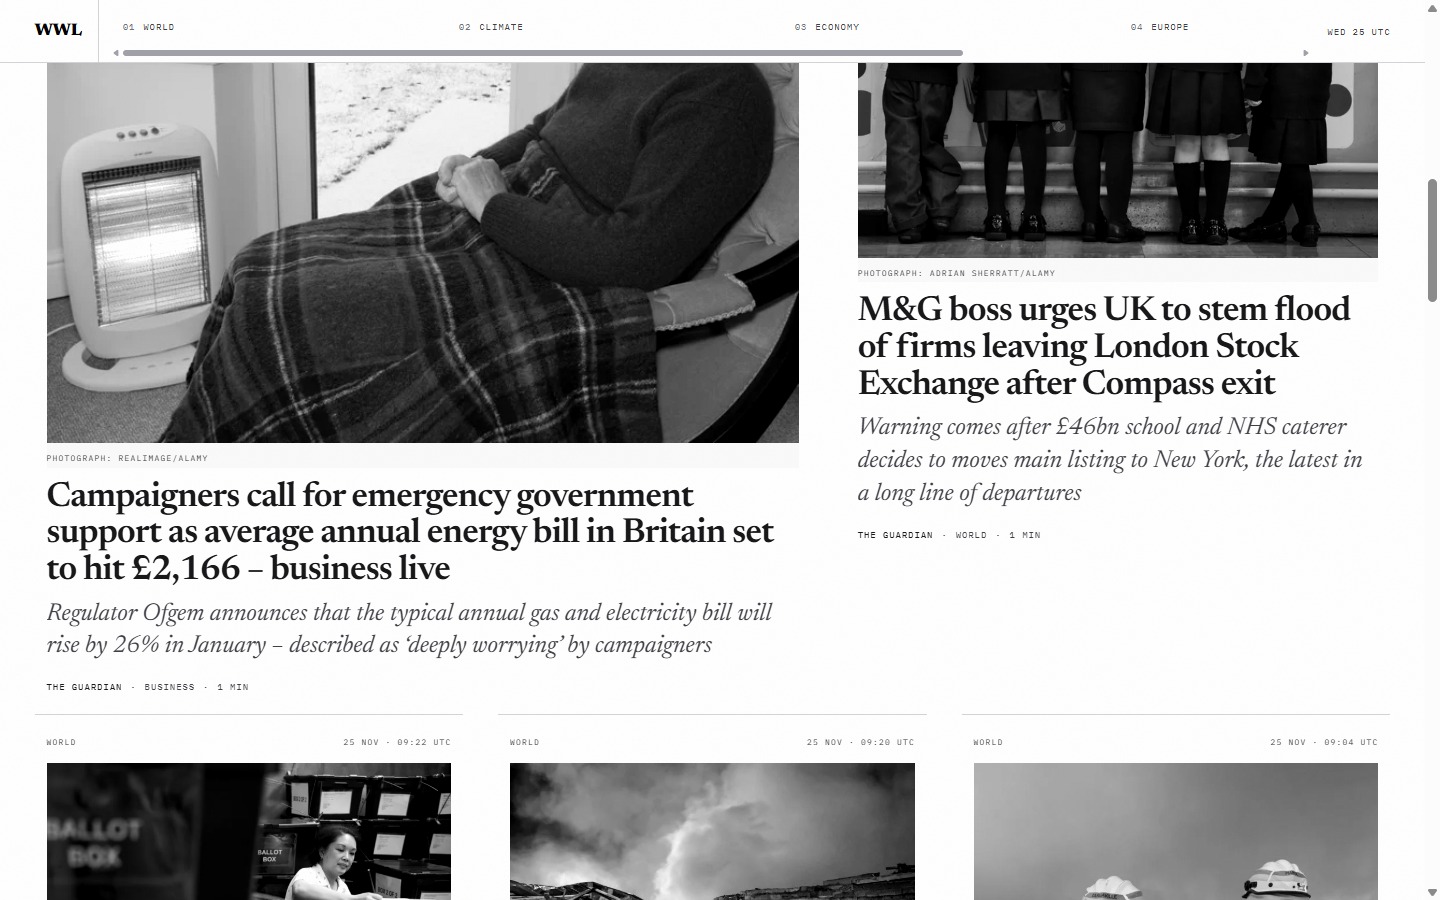 WWL
01 WORLD
02 CLIMATE
03 ECONOMY
04 EUROPE
WED 25 UTC
PHOTOGRAPH: REALIMAGE/ALAMY
Campaigners call for emergency government
support as average annual energy bill in Britain set
to hit £2,166 – business live
Regulator Ofgem announces that the typical annual gas and electricity bill will
rise by 26% in January – described as ‘deeply worrying’ by campaigners
THE GUARDIAN · BUSINESS · 1 MIN
PHOTOGRAPH: ADRIAN SHERRATT/ALAMY
M&G boss urges UK to stem flood
of firms leaving London Stock
Exchange after Compass exit
Warning comes after £46bn school and NHS caterer
decides to moves main listing to New York, the latest in
a long line of departures
THE GUARDIAN · WORLD · 1 MIN
WORLD
25 NOV · 09:22 UTC
BALLOT
BOX
BALLOT
BOX
WORLD
25 NOV · 09:20 UTC
WORLD
25 NOV · 09:04 UTC